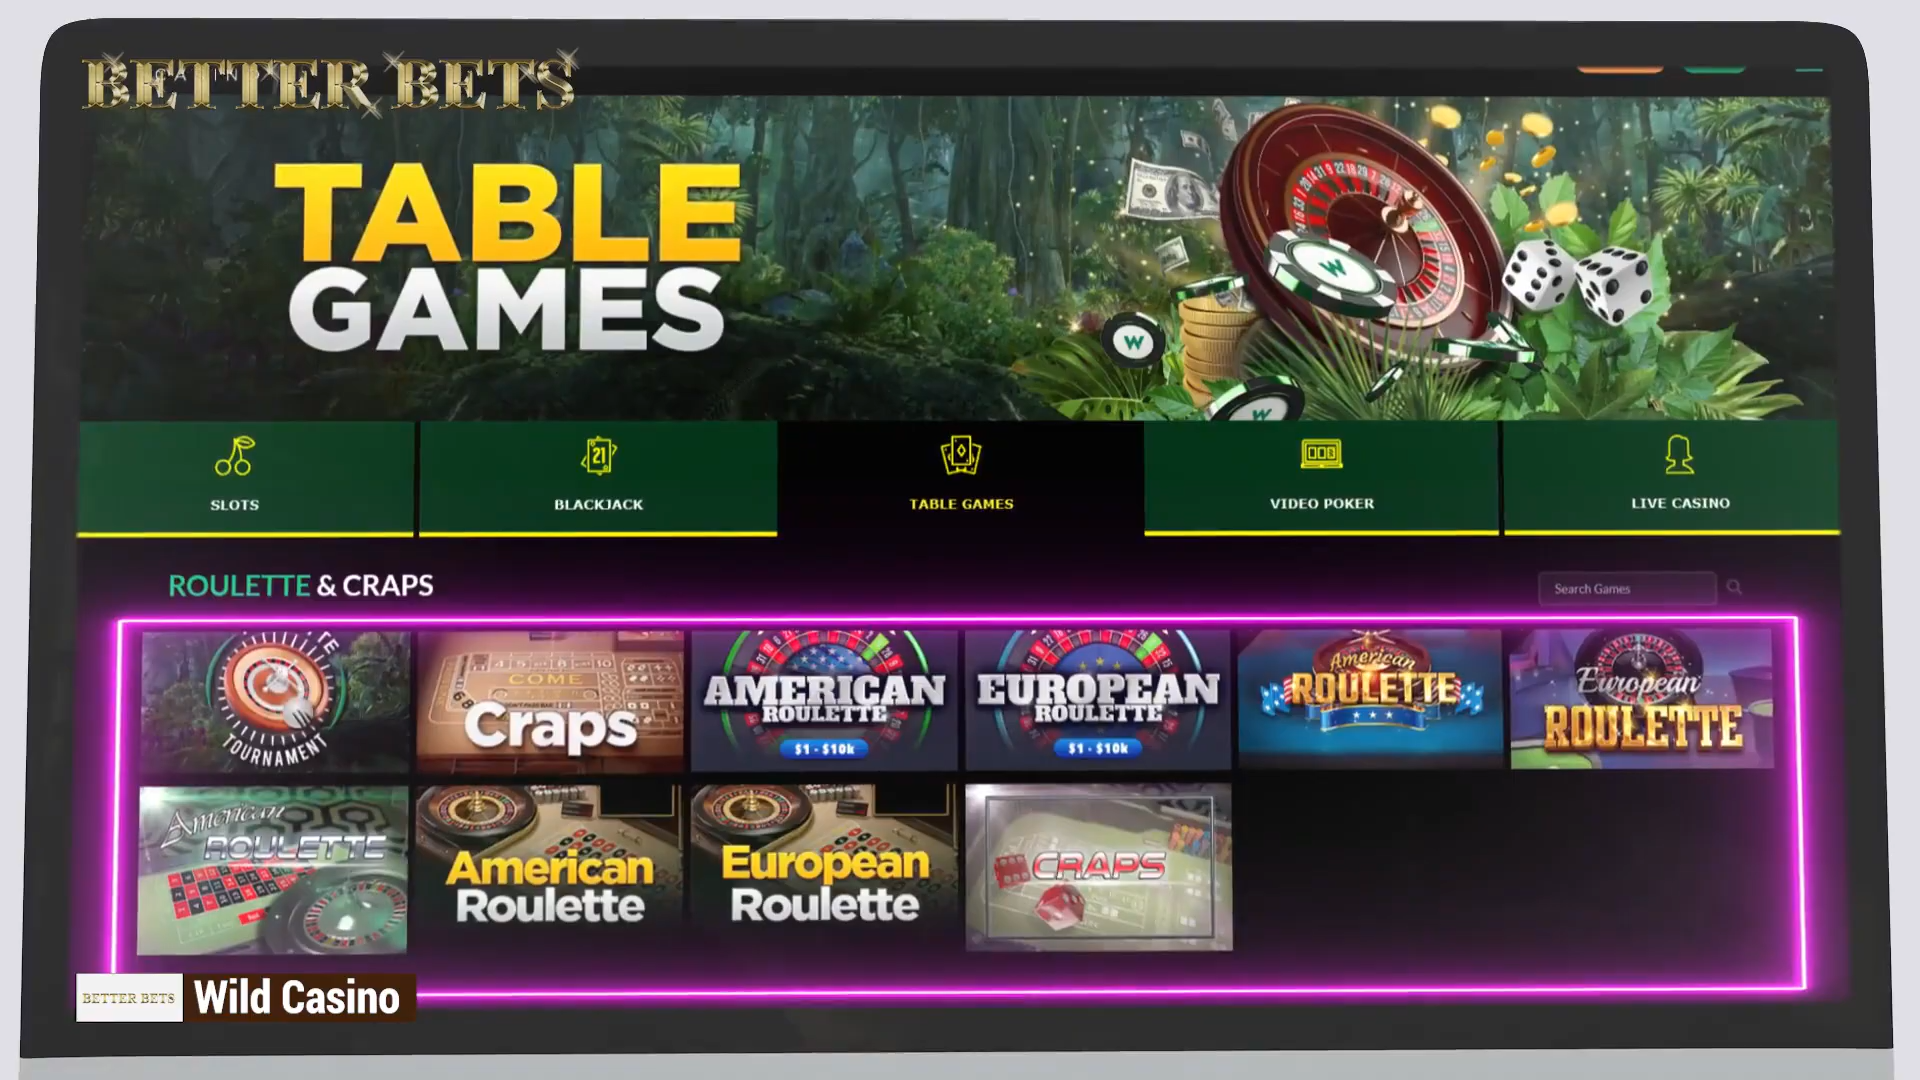 BETTER BETS
TABLE
GAMES
SLOTS
21
BLACKJACK
TABLE GAMES
VIDEO POKER
LIVE CASINO
ROULETTE & CRAPS
Search Games
TOURNAMENT
COME
Craps
AMERICAN
ROULETTE
$1 - $10k
EUROPEAN
ROULETTE
$1 - $10k
American
ROULETTE
European
ROULETTE
American
ROULETTE
American
Roulette
European
Roulette
CRAPS
BETTER BETS
Wild Casino